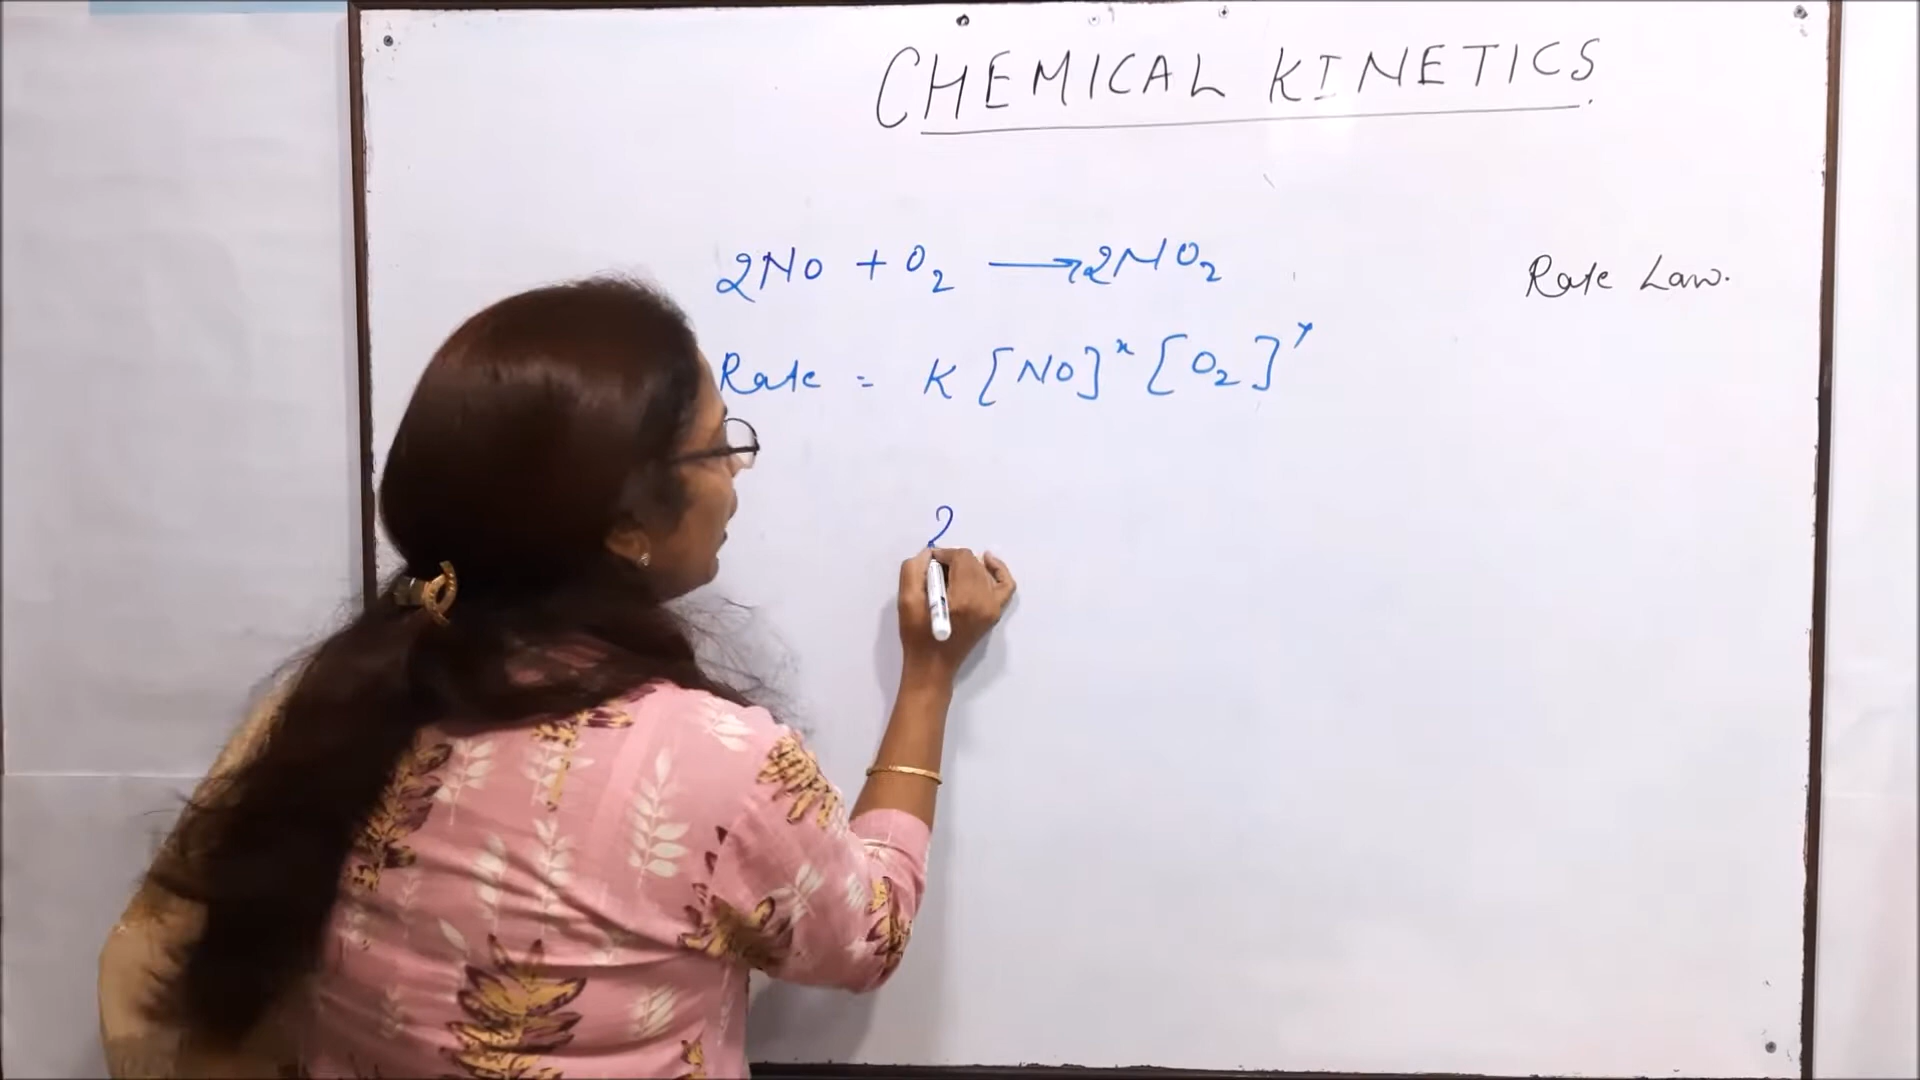 CHEMICAL KINETICS.
2NO + O₂ ⟶ 2NO₂
Rate Law.
Rate = K [NO]ˣ [O₂]ʸ
2